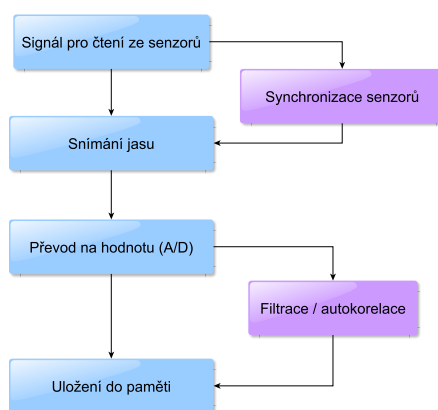 Signál pro čtení ze senzorů
Synchronizace senzorů
Snímání jasu
Převod na hodnotu (A/D)
Filtrace / autokorelace
Uložení do paměti